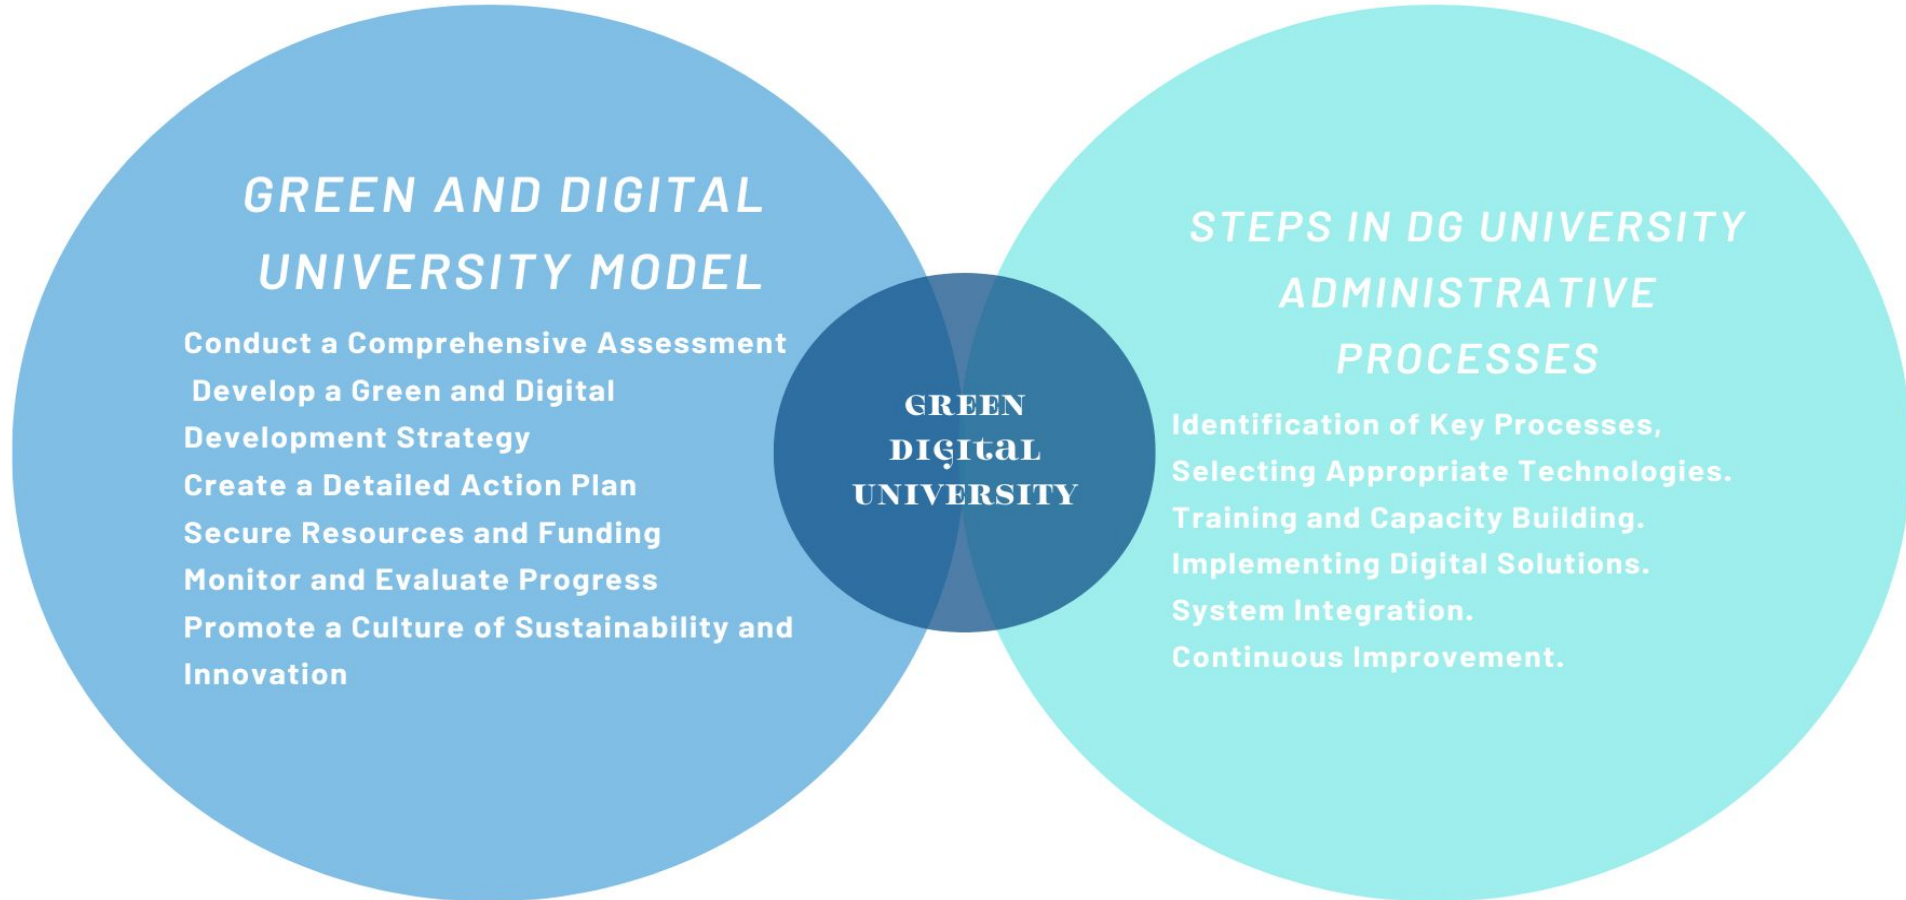 GREEN AND DIGITAL
UNIVERSITY MODEL
Conduct a Comprehensive Assessment
Develop a Green and Digital
Development Strategy
Create a Detailed Action Plan
Secure Resources and Funding
Monitor and Evaluate Progress
Promote a Culture of Sustainability and
Innovation
GREEN
DIGITAL
UNIVERSITY
STEPS IN DG UNIVERSITY
ADMINISTRATIVE
PROCESSES
Identification of Key Processes,
Selecting Appropriate Technologies.
Training and Capacity Building.
Implementing Digital Solutions.
System Integration.
Continuous Improvement.